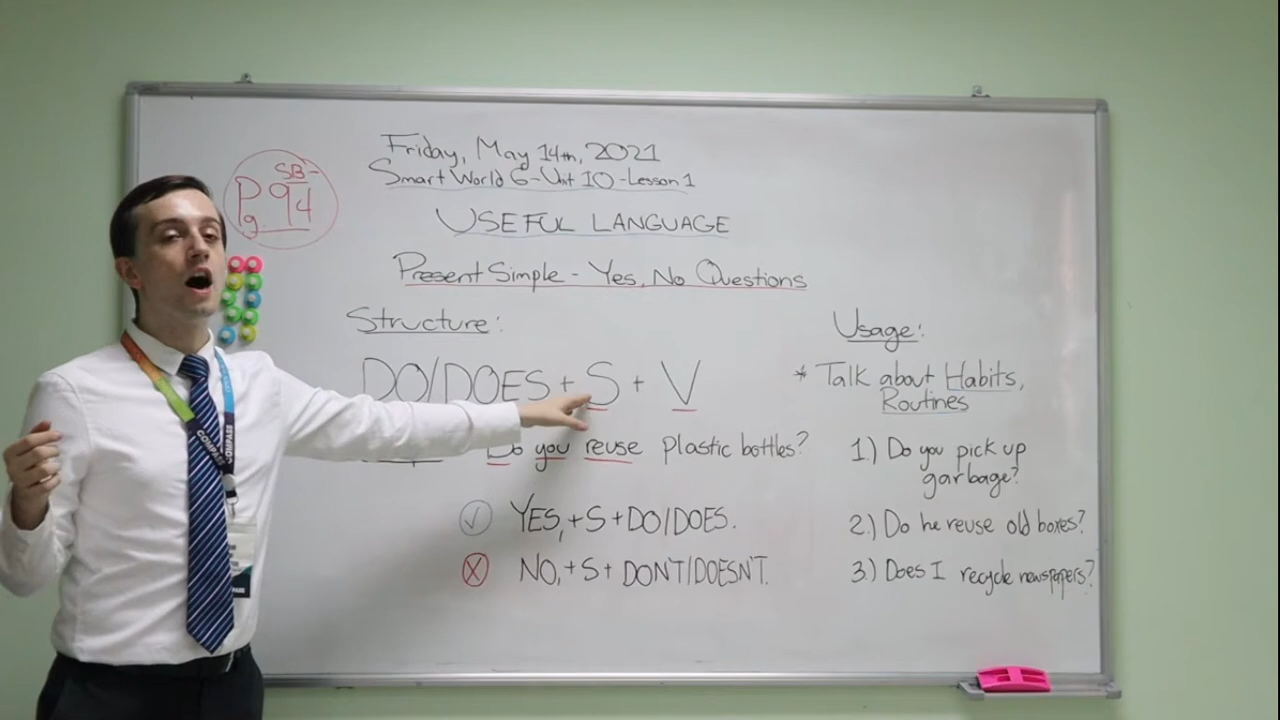 Friday, May 14th, 2021
Smart World 6 - Unit 10 - Lesson 1
SB-
Pg 94
USEFUL LANGUAGE
Present Simple - Yes, No Questions
Structure:
DO/DOES + S + V
Do you reuse plastic bottles?
YES, + S + DO/DOES.
NO, + S + DON'T/DOESN'T.
Usage:
* Talk about Habits,
Routines
1.) Do you pick up
garbage?
2.) Do he reuse old boxes?
3.) Does I recycle newspapers?
COMPASS